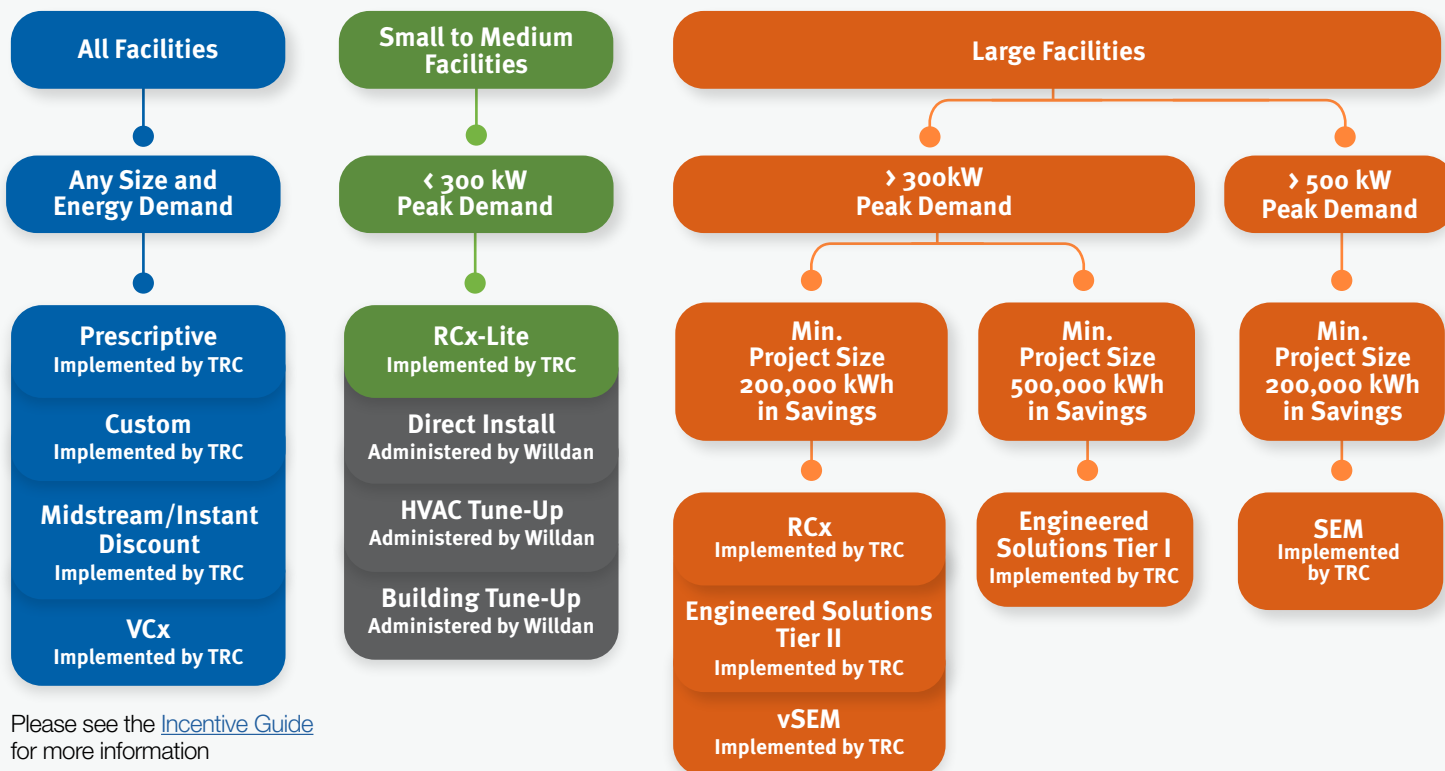 All Facilities
Any Size and
Energy Demand
Prescriptive
Implemented by TRC
Custom
Implemented by TRC
Midstream/Instant
Discount
Implemented by TRC
VCx
Implemented by TRC
Please see the Incentive Guide
for more information
Small to Medium
Facilities
< 300 kW
Peak Demand
RCx-Lite
Implemented by TRC
Direct Install
Administered by Willdan
HVAC Tune-Up
Administered by Willdan
Building Tune-Up
Administered by Willdan
Large Facilities
> 300kW
Peak Demand
Min.
Project Size
200,000 kWh
in Savings
RCx
Implemented by TRC
Engineered Solutions
Tier II
Implemented by TRC
vSEM
Implemented by TRC
Min.
Project Size
500,000 kWh
in Savings
Engineered
Solutions Tier I
Implemented by TRC
> 500 kW
Peak Demand
Min.
Project Size
200,000 kWh
in Savings
SEM
Implemented
by TRC